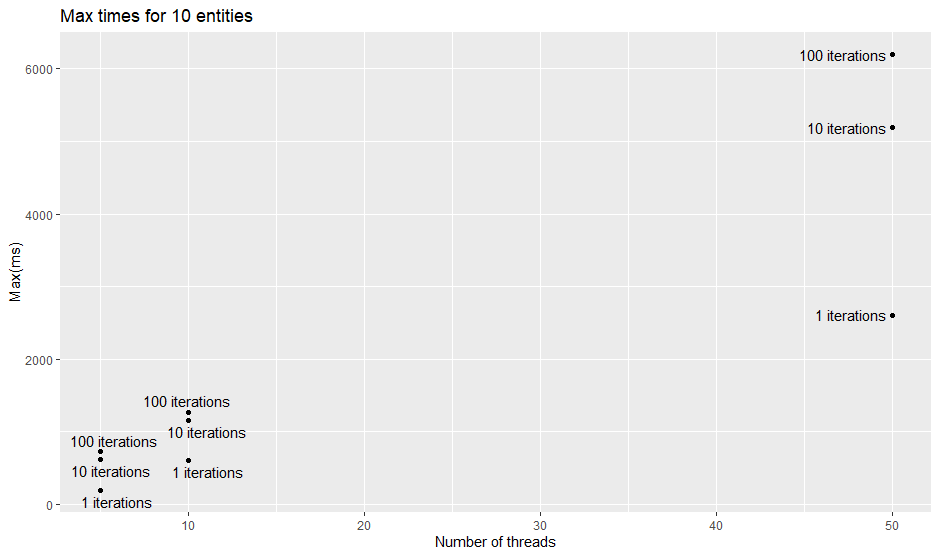 Max times for 10 entities
Max(ms)
6000
4000
2000
0
100 iterations
10 iterations
1 iterations
100 iterations
10 iterations
1 iterations
100 iterations
10 iterations
1 iterations
10 20 30 40 50
Number of threads